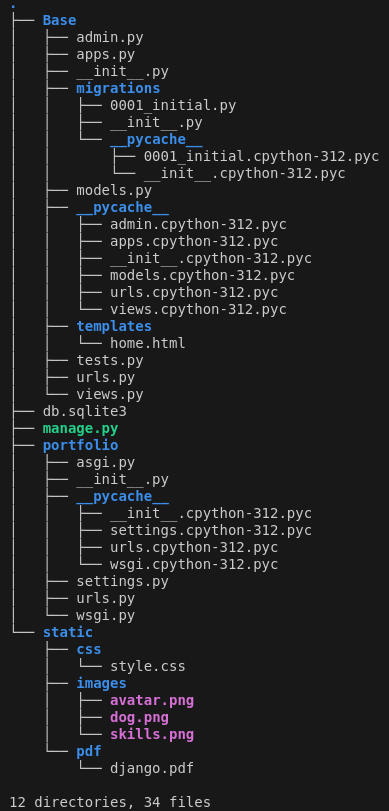 .
├── Base
│   ├── admin.py
│   ├── apps.py
│   ├── __init__.py
│   ├── migrations
│   │   ├── 0001_initial.py
│   │   ├── __init__.py
│   │   └── __pycache__
│   │       ├── 0001_initial.cpython-312.pyc
│   │       └── __init__.cpython-312.pyc
│   ├── models.py
│   ├── __pycache__
│   │   ├── admin.cpython-312.pyc
│   │   ├── apps.cpython-312.pyc
│   │   ├── __init__.cpython-312.pyc
│   │   ├── models.cpython-312.pyc
│   │   ├── urls.cpython-312.pyc
│   │   └── views.cpython-312.pyc
│   ├── templates
│   │   └── home.html
│   ├── tests.py
│   ├── urls.py
│   └── views.py
├── db.sqlite3
├── manage.py
├── portfolio
│   ├── asgi.py
│   ├── __init__.py
│   ├── __pycache__
│   │   ├── __init__.cpython-312.pyc
│   │   ├── settings.cpython-312.pyc
│   │   ├── urls.cpython-312.pyc
│   │   └── wsgi.cpython-312.pyc
│   ├── settings.py
│   ├── urls.py
│   └── wsgi.py
└── static
    ├── css
    │   └── style.css
    ├── images
    │   ├── avatar.png
    │   ├── dog.png
    │   └── skills.png
    └── pdf
        └── django.pdf

12 directories, 34 files